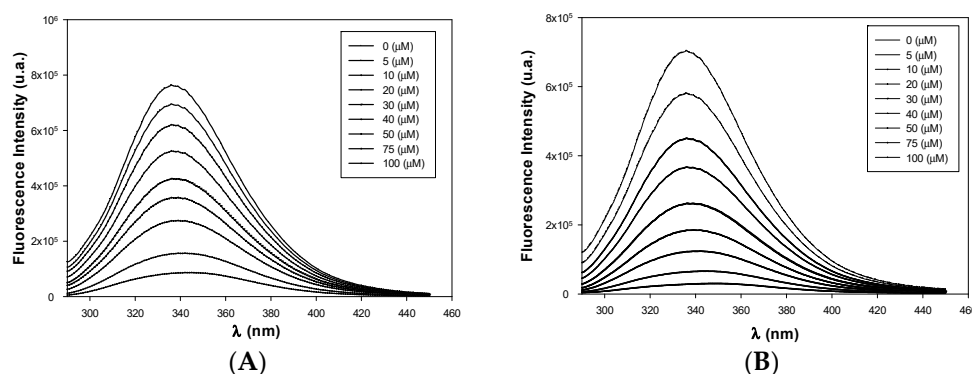 10⁶
8x10⁵
6x10⁵
4x10⁵
2x10⁵
0
Fluorescence Intensity (u.a.)
0 (μM)
5 (μM)
10 (μM)
20 (μM)
30 (μM)
40 (μM)
50 (μM)
75 (μM)
100 (μM)
300 320 340 360 380 400 420 440 460
λ (nm)
(A)
8x10⁵
6x10⁵
4x10⁵
2x10⁵
0
Fluorescence Intensity (u.a.)
0 (μM)
5 (μM)
10 (μM)
20 (μM)
30 (μM)
40 (μM)
50 (μM)
75 (μM)
100 (μM)
300 320 340 360 380 400 420 440 460
λ (nm)
(B)